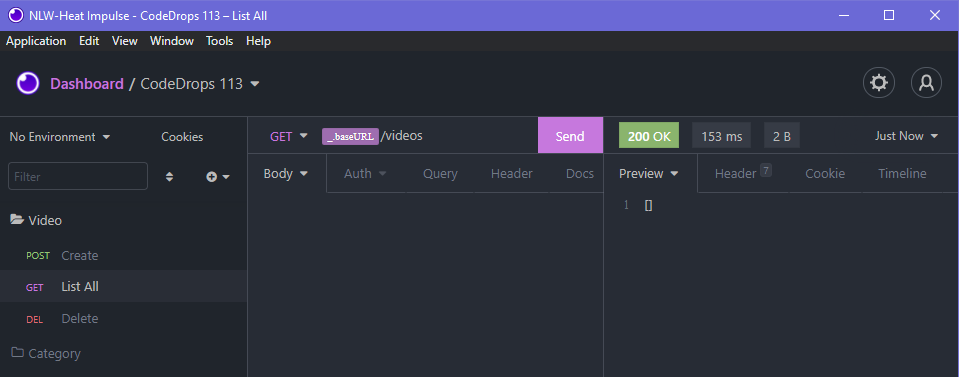 NLW-Heat Impulse - CodeDrops 113 – List All
Application Edit View Window Tools Help
Dashboard / CodeDrops 113
No Environment Cookies
GET _.baseURL /videos Send
200 OK 153 ms 2 B Just Now
Filter
Body Auth Query Header Docs
Preview Header 7 Cookie Timeline
1 []
Video
POST Create
GET List All
DEL Delete
Category